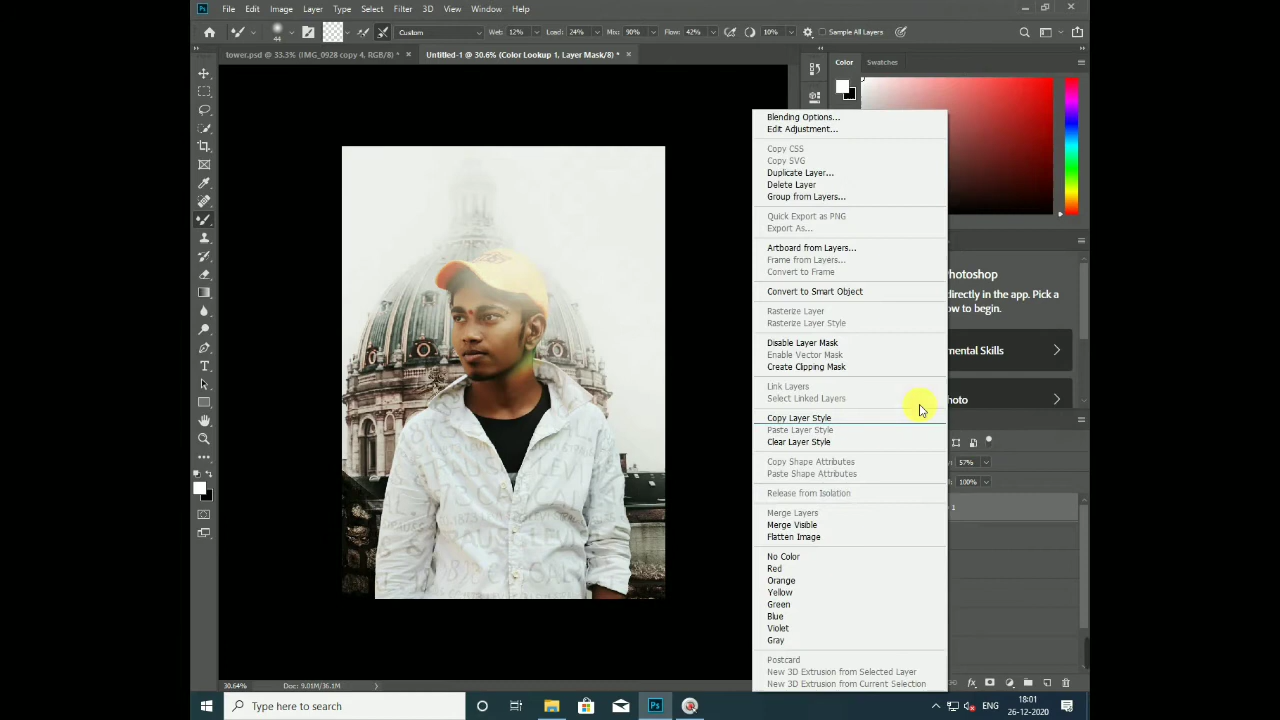 File Edit Image Layer Type Select Filter 3D View Window Help
44 Custom Wet: 12% Load: 24% Mix: 90% Flow: 42% 10% Sample All Layers
tower.psd @ 33.3% (IMG_0928 copy 4, RGB/8) * Untitled-1 @ 30.6% (Color Lookup 1, Layer Mask/8) *
Color Swatches
Blending Options...
Edit Adjustment...
Copy CSS
Copy SVG
Duplicate Layer...
Delete Layer
Group from Layers...
Quick Export as PNG
Export As...
Artboard from Layers...
Frame from Layers...
Convert to Frame
Convert to Smart Object
Rasterize Layer
Rasterize Layer Style
Disable Layer Mask
Enable Vector Mask
Create Clipping Mask
Link Layers
Select Linked Layers
Copy Layer Style
Paste Layer Style
Clear Layer Style
Copy Shape Attributes
Paste Shape Attributes
Release from Isolation
Merge Layers
Merge Visible
Flatten Image
No Color
Red
Orange
Yellow
Green
Blue
Violet
Gray
Postcard
New 3D Extrusion from Selected Layer
New 3D Extrusion from Current Selection
hotoshop
directly in the app. Pick a
ow to begin.
mental Skills
hoto
57%
100%
1
30.64% Doc: 9.01M/36.1M
Type here to search
ENG
18:01
26-12-2020